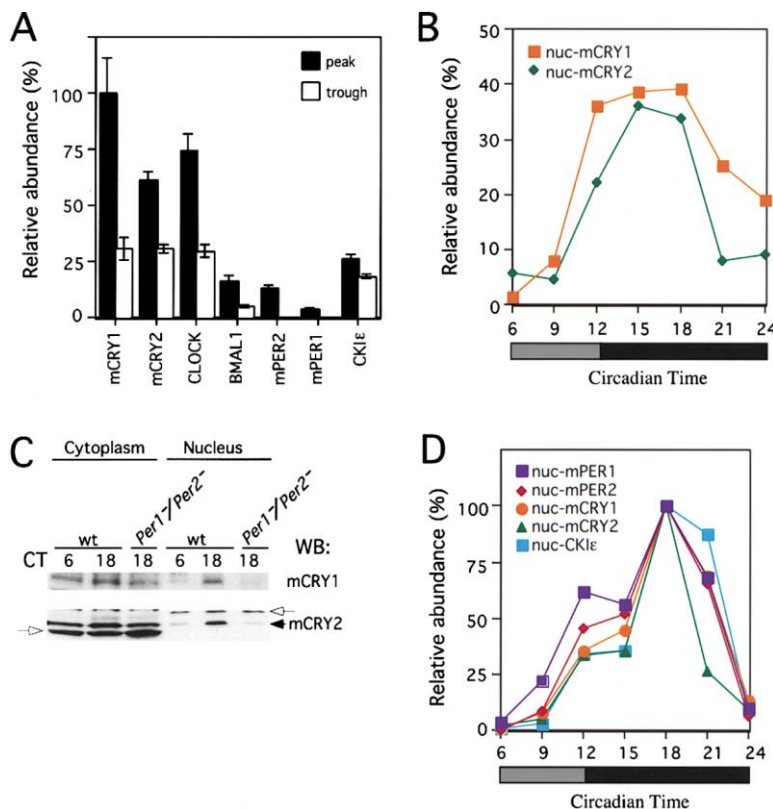 A
Relative abundance (%)
100
75
50
25
0
peak
trough
mCRY1
mCRY2
CLOCK
BMAL1
mPER2
mPER1
CKIε
B
Relative abundance (%)
50
40
30
20
10
0
nuc-mCRY1
nuc-mCRY2
6 9 12 15 18 21 24
Circadian Time
C
Cytoplasm Nucleus
Per1⁻/Per2⁻ Per1⁻/Per2⁻
wt wt WB:
CT 6 18 18 6 18 18
mCRY1
mCRY2
D
Relative abundance (%)
100
75
50
25
0
nuc-mPER1
nuc-mPER2
nuc-mCRY1
nuc-mCRY2
nuc-CKIε
6 9 12 15 18 21 24
Circadian Time